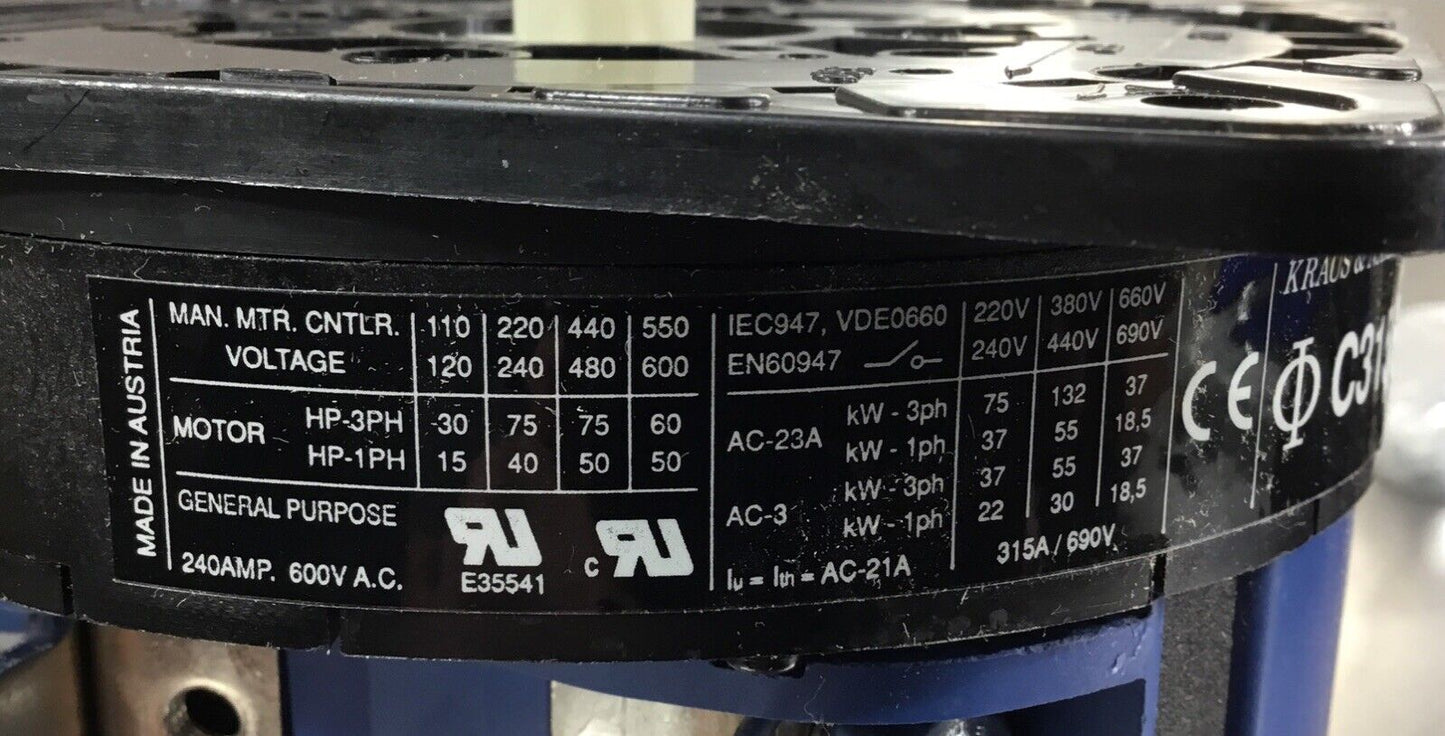 MADE IN AUSTRIA
MAN. MTR. CNTLR. 110 220 440 550
VOLTAGE 120 240 480 600
MOTOR HP-3PH 30 75 75 60
HP-1PH 15 40 50 50
GENERAL PURPOSE
240AMP. 600V A.C.
E35541
c
IEC947, VDE0660 220V 380V 660V
EN60947 240V 440V 690V
AC-23A kW - 3ph 75 132 37
kW - 1ph 37 55 18,5
AC-3 kW - 3ph 37 55 37
kW - 1ph 22 30 18,5
Iu = Ith = AC-21A 315A / 690V
CE
KRAUS &
C31